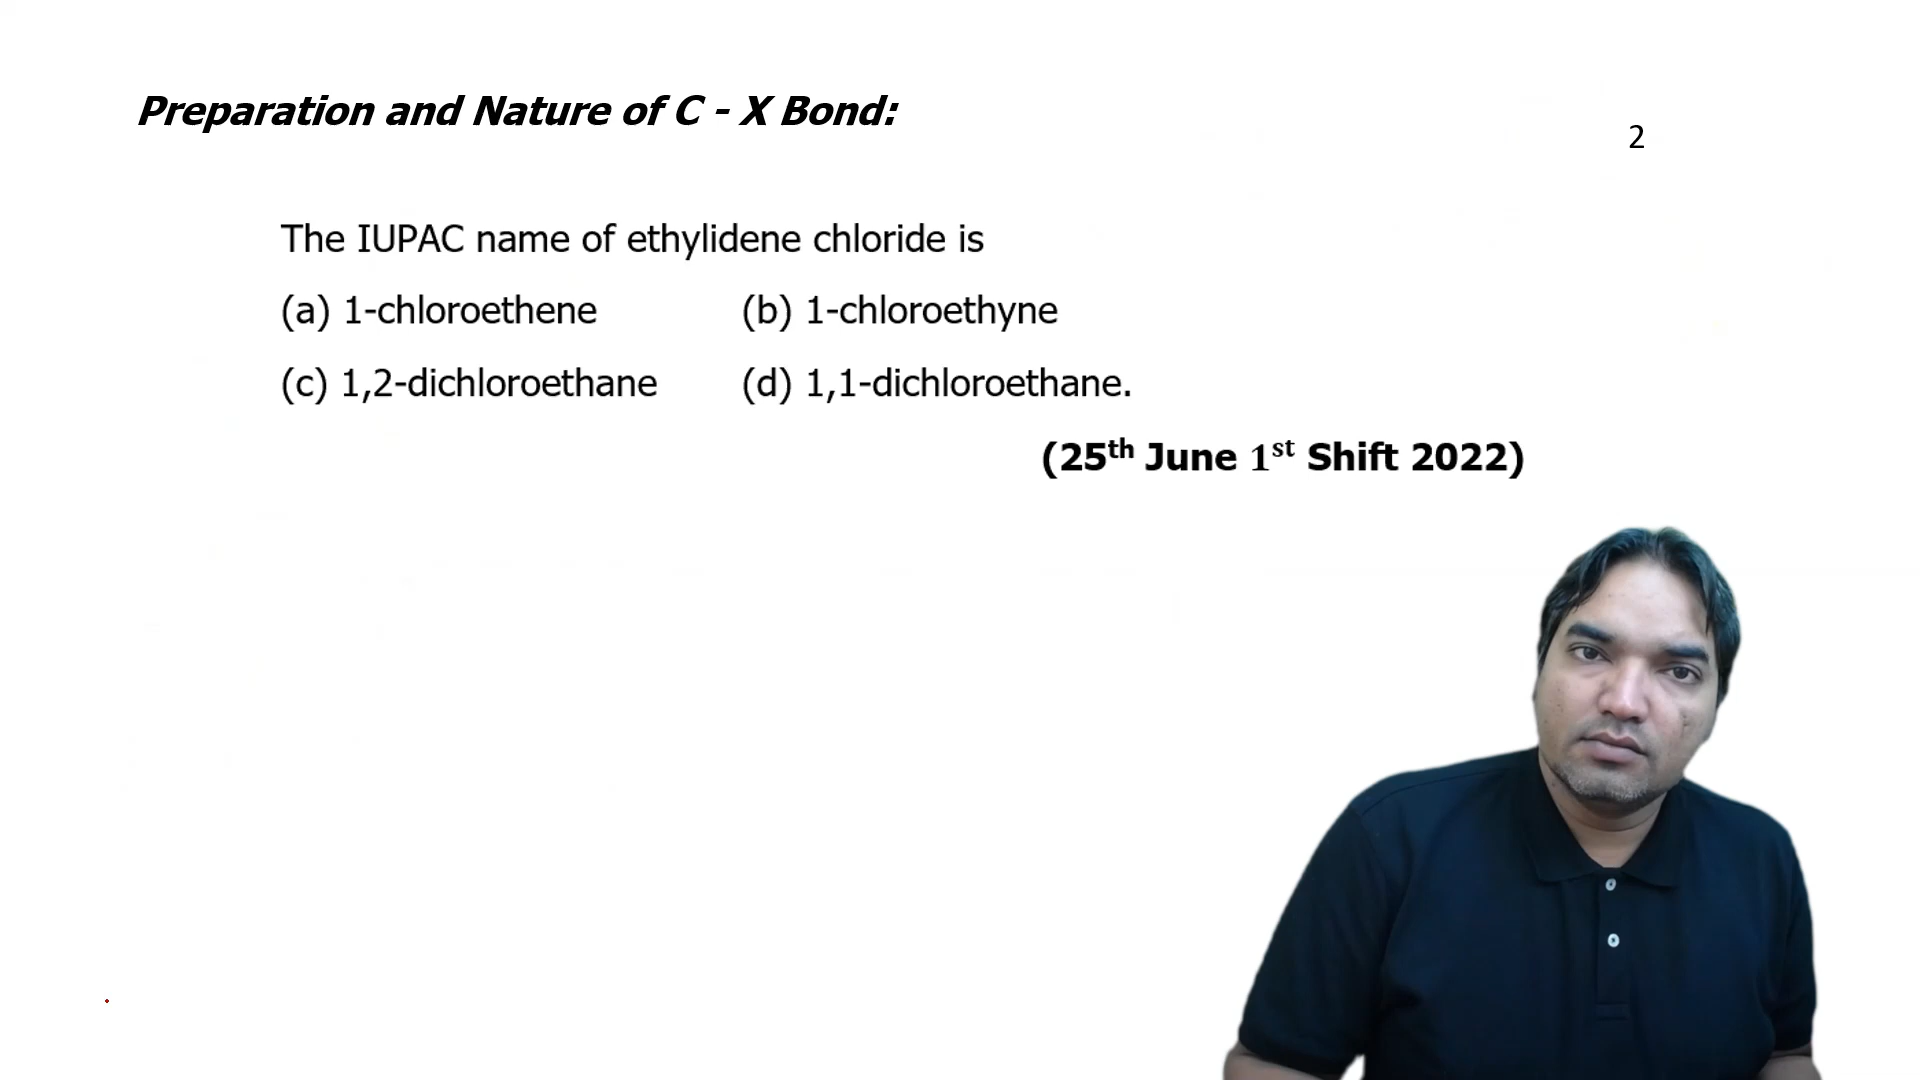 Preparation and Nature of C - X Bond:
2
The IUPAC name of ethylidene chloride is
(a) 1-chloroethene (b) 1-chloroethyne
(c) 1,2-dichloroethane (d) 1,1-dichloroethane.
(25th June 1st Shift 2022)